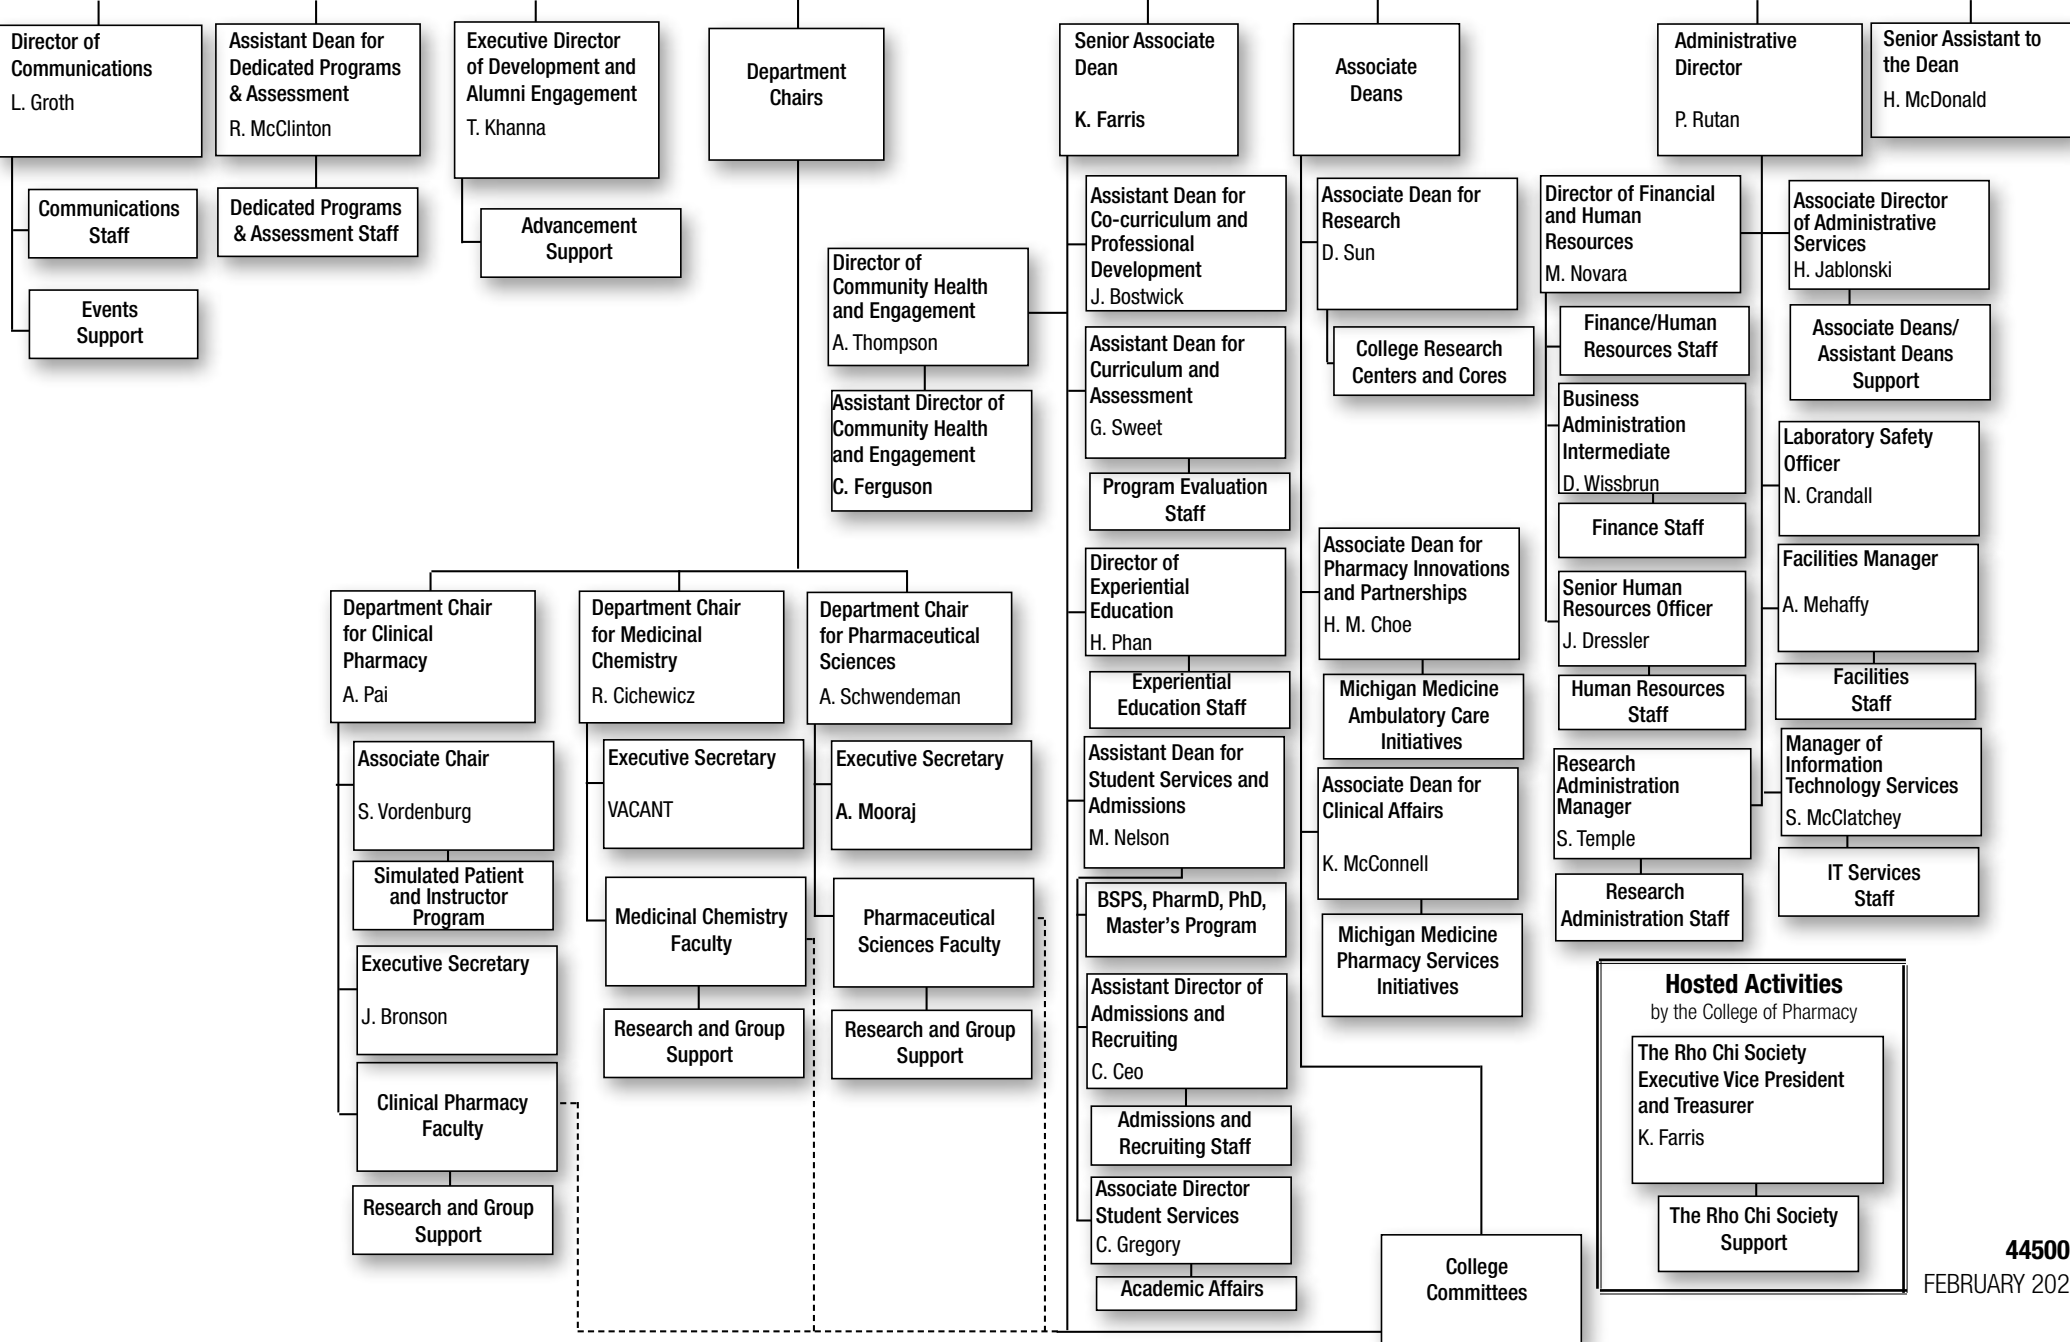 Director of
Communications
L. Groth
Assistant Dean for
Dedicated Programs
& Assessment
R. McClinton
Executive Director
of Development and
Alumni Engagement
T. Khanna
Department
Chairs
Senior Associate
Dean
K. Farris
Associate
Deans
Administrative
Director
P. Rutan
Senior Assistant to
the Dean
H. McDonald
Communications
Staff
Events
Support
Dedicated Programs
& Assessment Staff
Advancement
Support
Director of
Community Health
and Engagement
A. Thompson
Assistant Director of
Community Health
and Engagement
C. Ferguson
Department Chair
for Clinical
Pharmacy
A. Pai
Associate Chair
S. Vordenburg
Simulated Patient
and Instructor
Program
Executive Secretary
J. Bronson
Clinical Pharmacy
Faculty
Research and Group
Support
Department Chair
for Medicinal
Chemistry
R. Cichewicz
Executive Secretary
VACANT
Medicinal Chemistry
Faculty
Research and Group
Support
Department Chair
for Pharmaceutical
Sciences
A. Schwendeman
Executive Secretary
A. Mooraj
Pharmaceutical
Sciences Faculty
Research and Group
Support
Assistant Dean for
Co-curriculum and
Professional
Development
J. Bostwick
Assistant Dean for
Curriculum and
Assessment
G. Sweet
Program Evaluation
Staff
Director of
Experiential
Education
H. Phan
Experiential
Education Staff
Assistant Dean for
Student Services and
Admissions
M. Nelson
BSPS, PharmD, PhD,
Master’s Program
Assistant Director of
Admissions and
Recruiting
C. Ceo
Admissions and
Recruiting Staff
Associate Director
Student Services
C. Gregory
Academic Affairs
Associate Dean for
Research
D. Sun
College Research
Centers and Cores
Associate Dean for
Pharmacy Innovations
and Partnerships
H. M. Choe
Michigan Medicine
Ambulatory Care
Initiatives
Associate Dean for
Clinical Affairs
K. McConnell
Michigan Medicine
Pharmacy Services
Initiatives
College
Committees
Director of Financial
and Human
Resources
M. Novara
Finance/Human
Resources Staff
Business
Administration
Intermediate
D. Wissbrun
Finance Staff
Senior Human
Resources Officer
J. Dressler
Human Resources
Staff
Research
Administration
Manager
S. Temple
Research
Administration Staff
Associate Director
of Administrative
Services
H. Jablonski
Associate Deans/
Assistant Deans
Support
Laboratory Safety
Officer
N. Crandall
Facilities Manager
A. Mehaffy
Facilities
Staff
Manager of
Information
Technology Services
S. McClatchey
IT Services
Staff
Hosted Activities
by the College of Pharmacy
The Rho Chi Society
Executive Vice President
and Treasurer
K. Farris
The Rho Chi Society
Support
44500
FEBRUARY 202